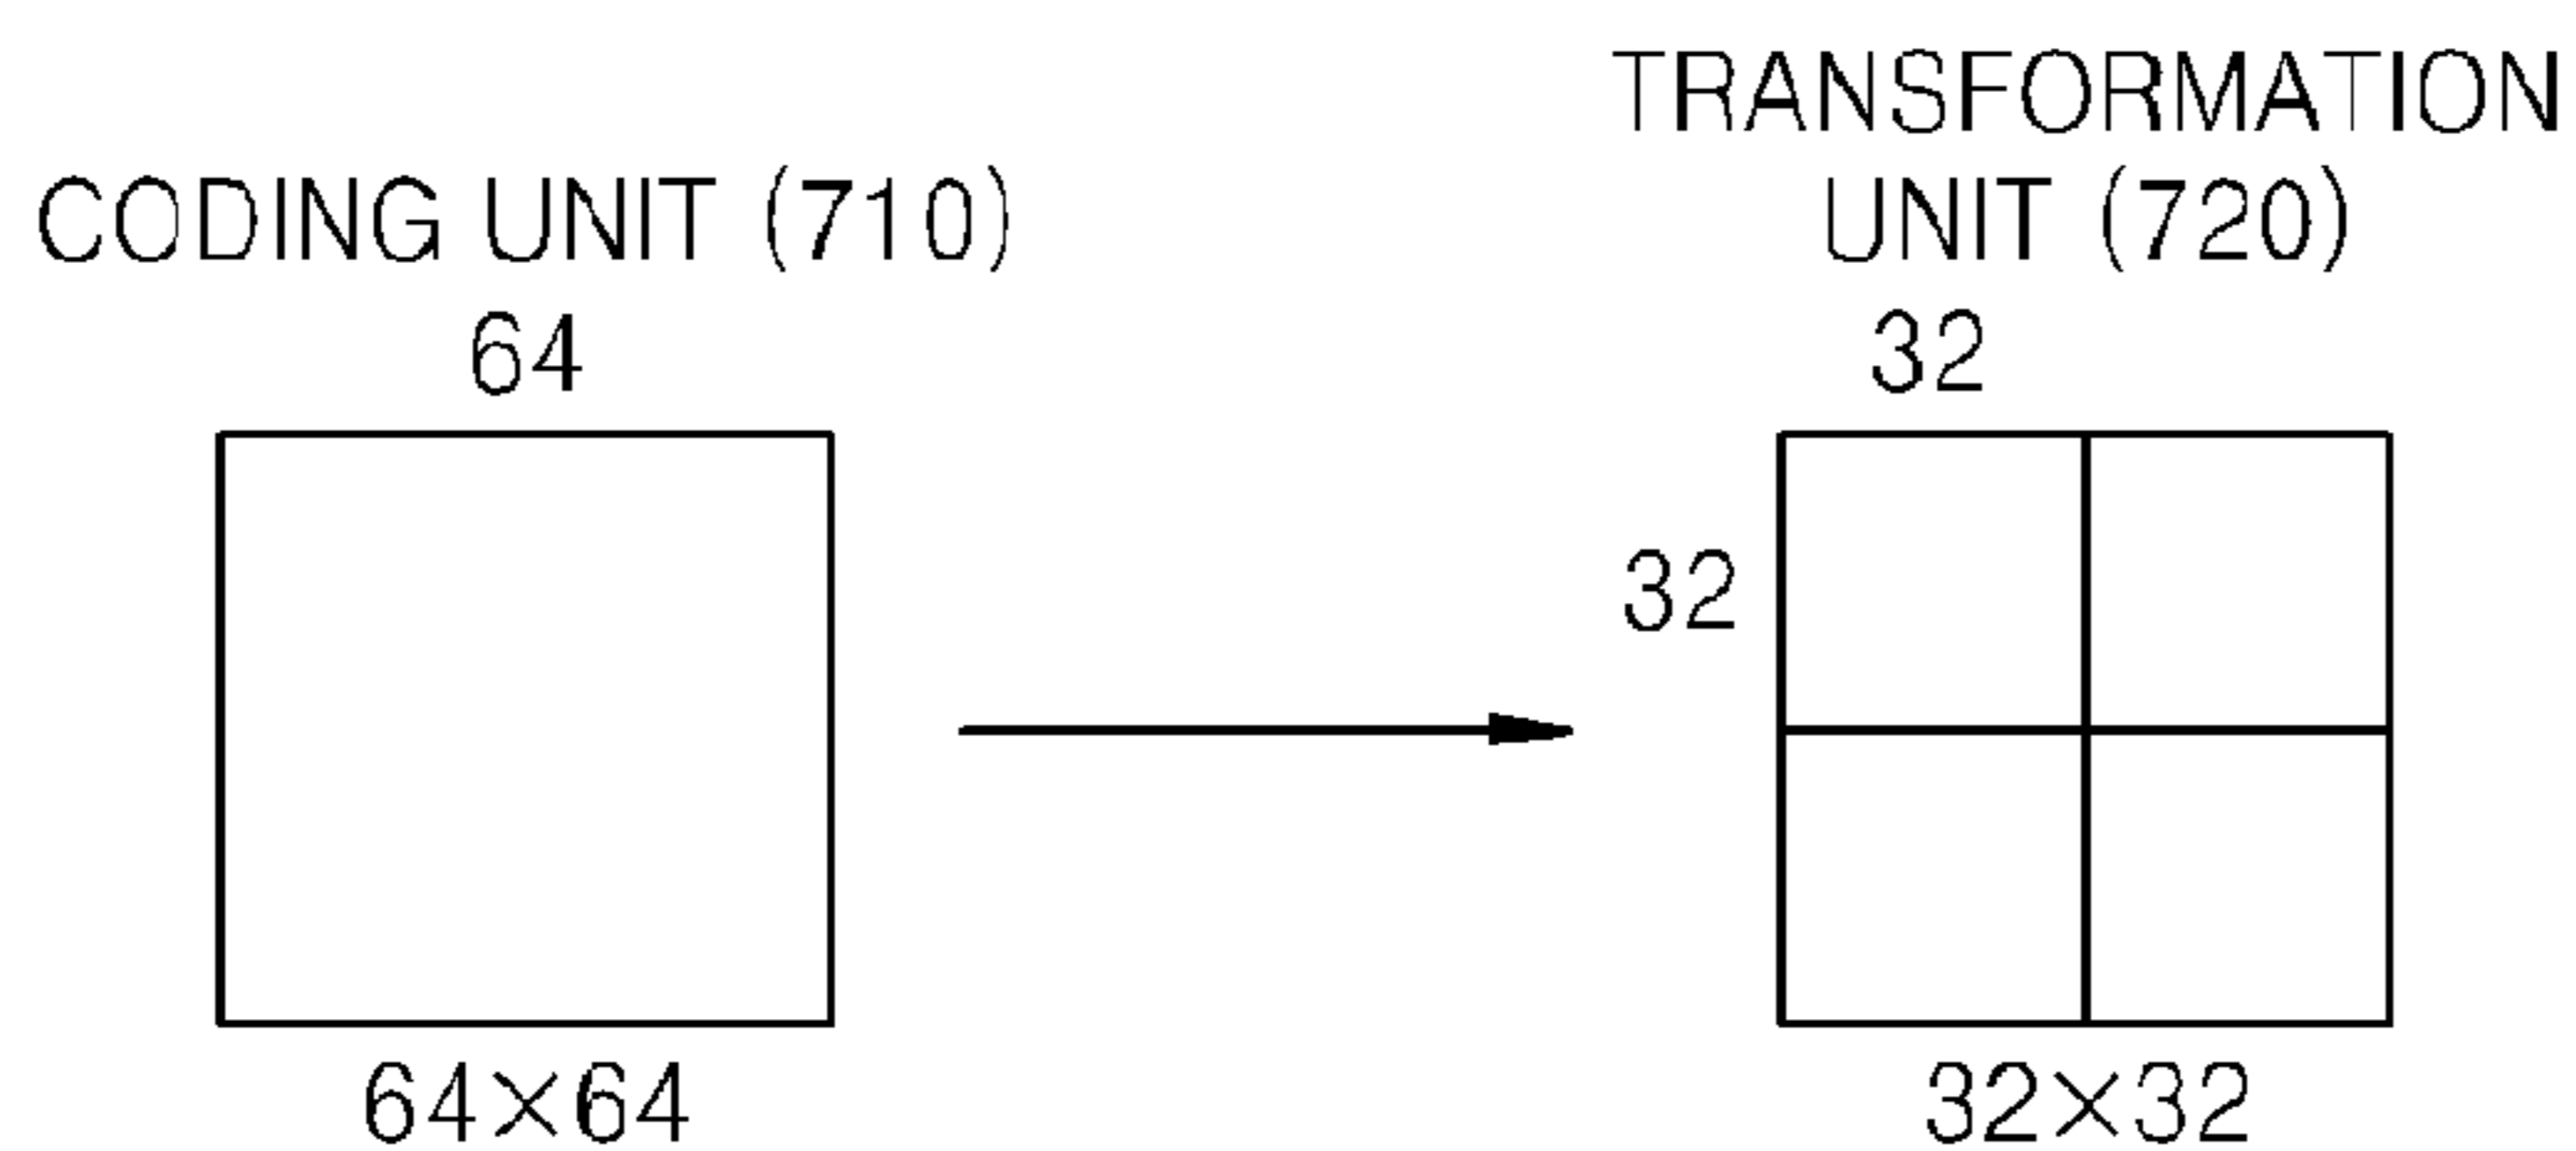 CODING UNIT (710)
64
64×64
TRANSFORMATION
UNIT (720)
32
32
32×32